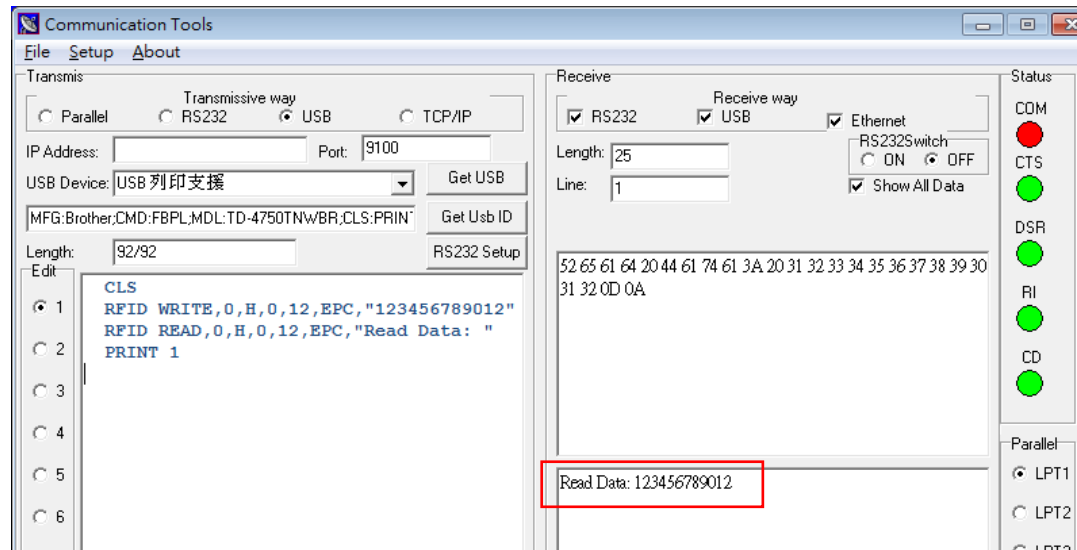 Communication Tools
File Setup About
Transmis
Transmissive way
Parallel RS232 USB TCP/IP
IP Address: Port: 9100
USB Device: USB 列印支援 Get USB
MFG:Brother;CMD:FBPL;MDL:TD-4750TNWBR;CLS:PRIN Get Usb ID
Length: 92/92 RS232 Setup
Edit
1
2
3
4
5
6
CLS
RFID WRITE,0,H,0,12,EPC,"123456789012"
RFID READ,0,H,0,12,EPC,"Read Data: "
PRINT 1
Receive
Receive way
RS232 USB Ethernet
Length: 25
RS232Switch
ON OFF
Line: 1
Show All Data
52 65 61 64 20 44 61 74 61 3A 20 31 32 33 34 35 36 37 38 39 30
31 32 0D 0A
Read Data: 123456789012
Status
COM
CTS
DSR
RI
CD
Parallel
LPT1
LPT2